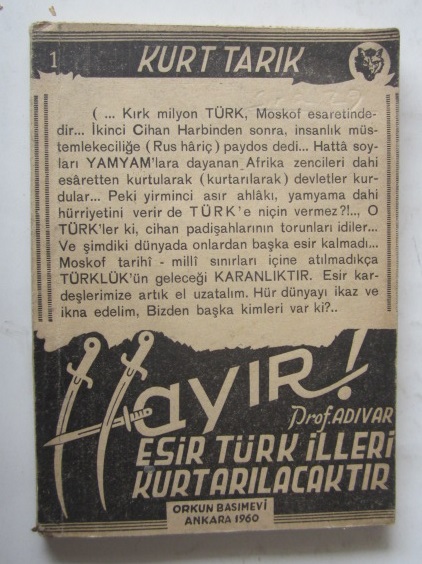 1
KURT TARIK
( ... Kırk milyon TÜRK, Moskof esaretinde-
dir... İkinci Cihan Harbinden sonra, insanlık müs-
temlekeciliğe (Rus hâriç) paydos dedi... Hattâ soy-
ları YAMYAM'lara dayanan Afrika zencileri dahi
esâretten kurtularak (kurtarılarak) devletler kur-
dular... Peki yirminci asır ahlâkı, yamyama dahi
hürriyetini verir de TÜRK'e niçin vermez?!.., O
TÜRK'ler ki, cihan padişahlarının torunları idiler...
Ve şimdiki dünyada onlardan başka esir kalmadı...
Moskof tarihî - millî sınırları içine atılmadıkça
TÜRKLÜK'ün geleceği KARANLIKTIR. Esir kar-
deşlerimize artık el uzatalım. Hür dünyayı ikaz ve
ikna edelim, Bizden başka kimleri var ki?..
Hayır!
Prof. ADIVAR
ESİR TÜRK İLLERİ
KURTARILACAKTIR
ORKUN BASIMEVİ
ANKARA 1960